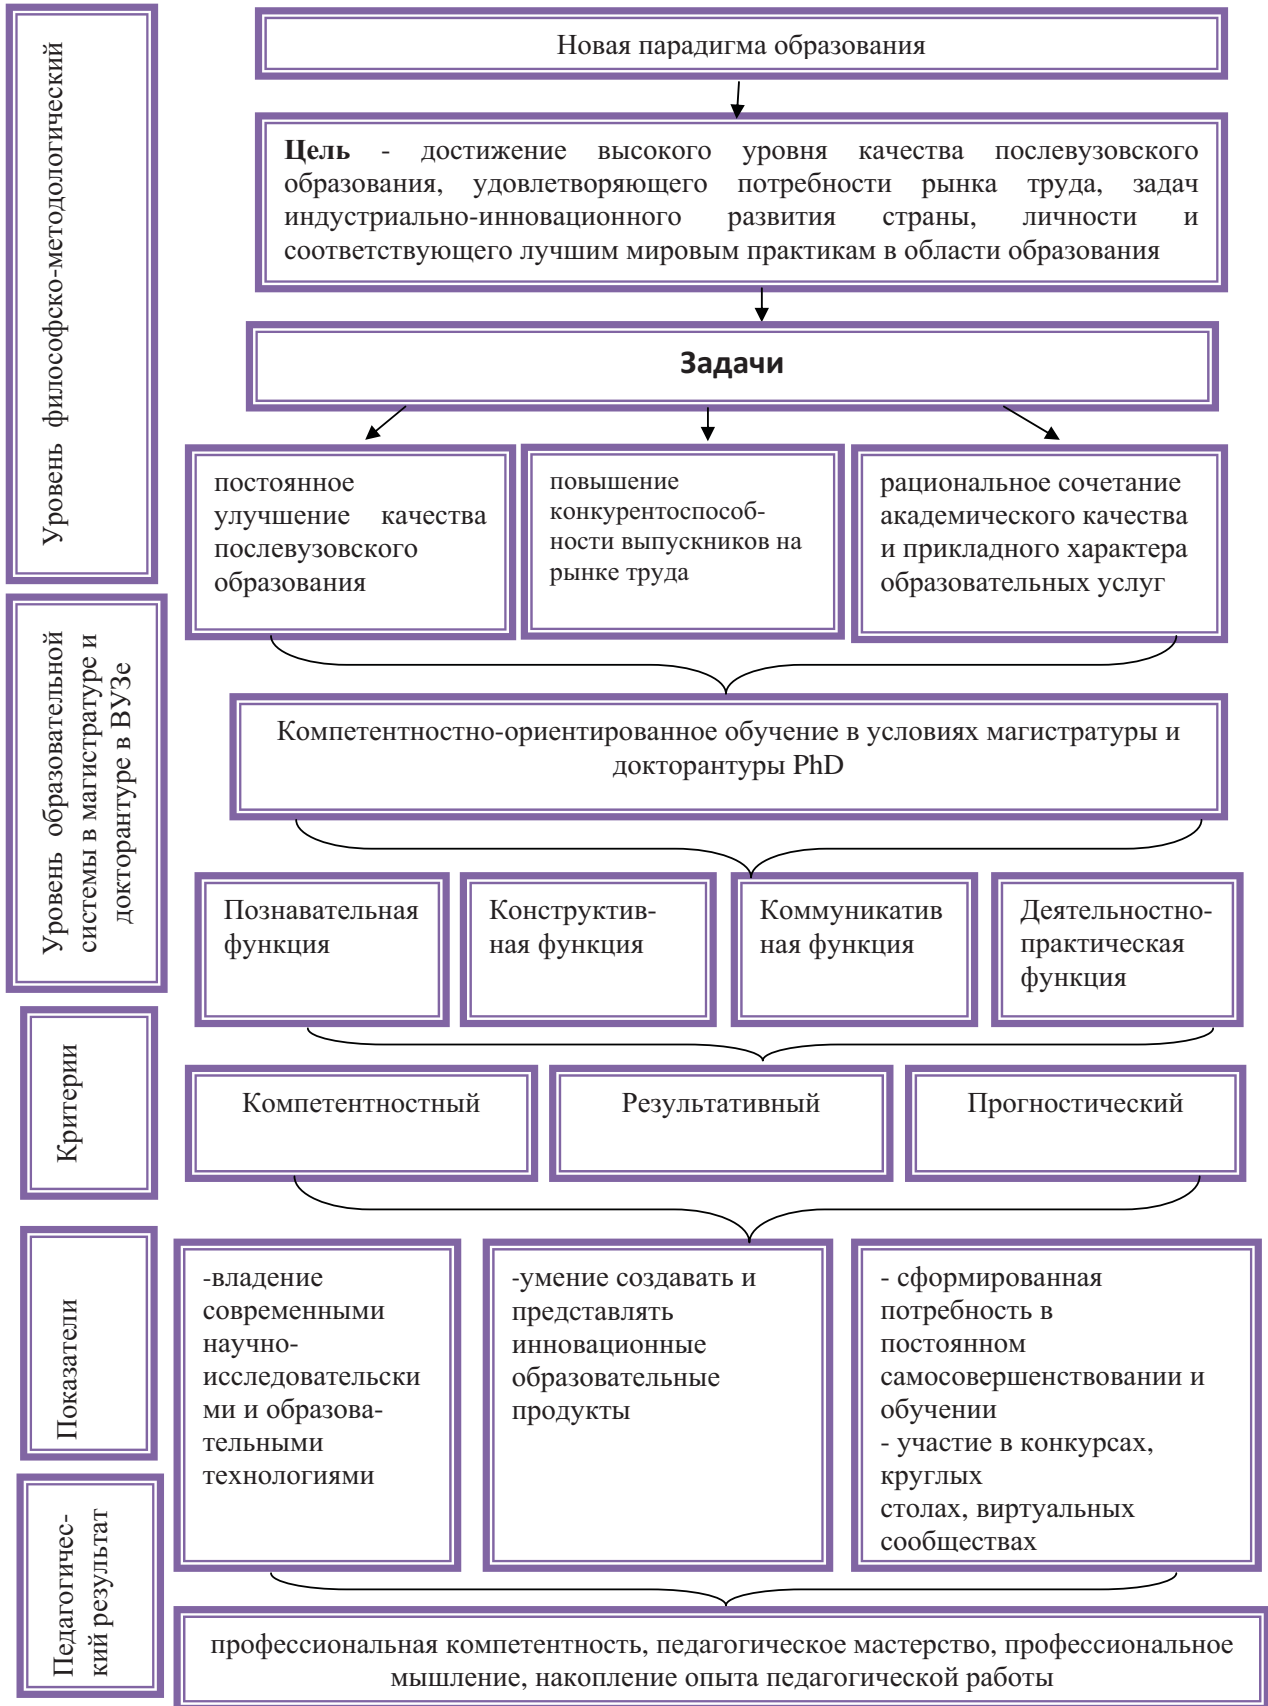 Уровень философско-методологический
Новая парадигма образования
Цель - достижение высокого уровня качества послевузовского
образования, удовлетворяющего потребности рынка труда, задач
индустриально-инновационного развития страны, личности и
соответствующего лучшим мировым практикам в области образования
Задачи
постоянное
улучшение качества
послевузовского
образования
повышение
конкурентоспособ-
ности выпускников на
рынке труда
рациональное сочетание
академического качества
и прикладного характера
образовательных услуг
Уровень образовательной
системы в магистратуре и
докторантуре в ВУЗе
Компетентностно-ориентированное обучение в условиях магистратуры и
докторантуры PhD
Познавательная
функция
Конструктив-
ная функция
Коммуникатив
ная функция
Деятельностно-
практическая
функция
Критерии
Компетентностный
Результативный
Прогностический
Показатели
-владение
современными
научно-
исследовательски
ми и образова-
тельными
технологиями
-умение создавать и
представлять
инновационные
образовательные
продукты
- сформированная
потребность в
постоянном
самосовершенствовании и
обучении
- участие в конкурсах,
круглых
столах, виртуальных
сообществах
Педагогичес-
кий результат
профессиональная компетентность, педагогическое мастерство, профессиональное
мышление, накопление опыта педагогической работы